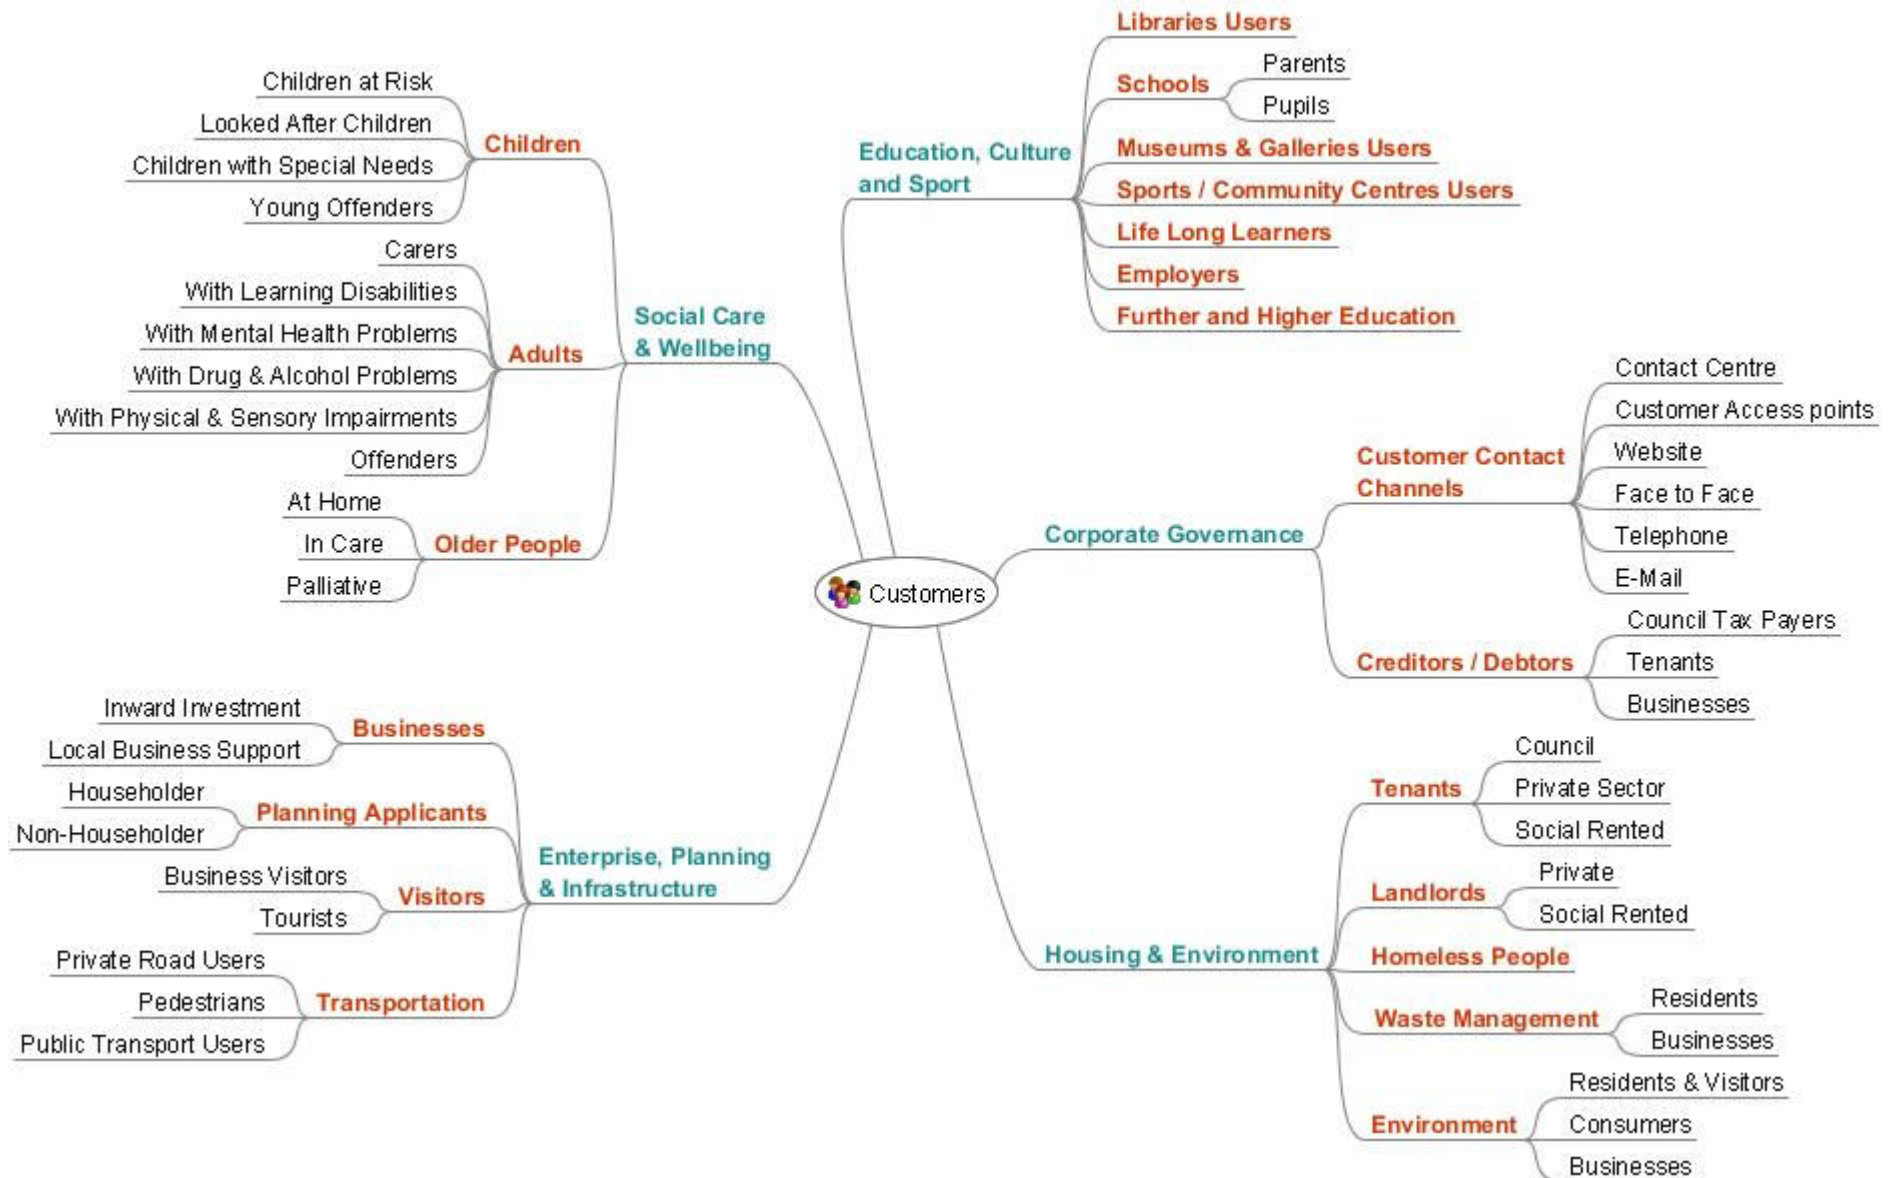 Customers
Education, Culture
and Sport
Libraries Users
Schools
Parents
Pupils
Museums & Galleries Users
Sports / Community Centres Users
Life Long Learners
Employers
Further and Higher Education
Corporate Governance
Customer Contact
Channels
Contact Centre
Customer Access points
Website
Face to Face
Telephone
E-Mail
Creditors / Debtors
Council Tax Payers
Tenants
Businesses
Housing & Environment
Tenants
Council
Private Sector
Social Rented
Landlords
Private
Social Rented
Homeless People
Waste Management
Residents
Businesses
Environment
Residents & Visitors
Consumers
Businesses
Social Care
& Wellbeing
Children
Children at Risk
Looked After Children
Children with Special Needs
Young Offenders
Adults
Carers
With Learning Disabilities
With Mental Health Problems
With Drug & Alcohol Problems
With Physical & Sensory Impairments
Offenders
Older People
At Home
In Care
Palliative
Enterprise, Planning
& Infrastructure
Businesses
Inward Investment
Local Business Support
Planning Applicants
Householder
Non-Householder
Visitors
Business Visitors
Tourists
Transportation
Private Road Users
Pedestrians
Public Transport Users